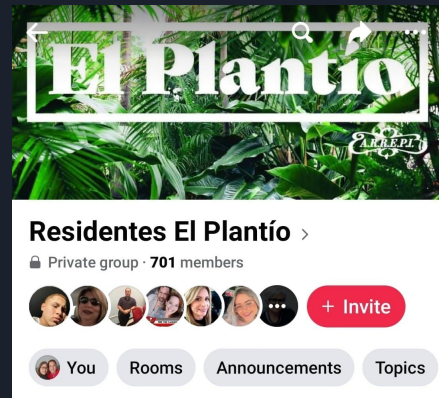 El Plantío
A.R.R.E.P.I.
Residentes El Plantío
Private group · 701 members
+ Invite
You
Rooms
Announcements
Topics